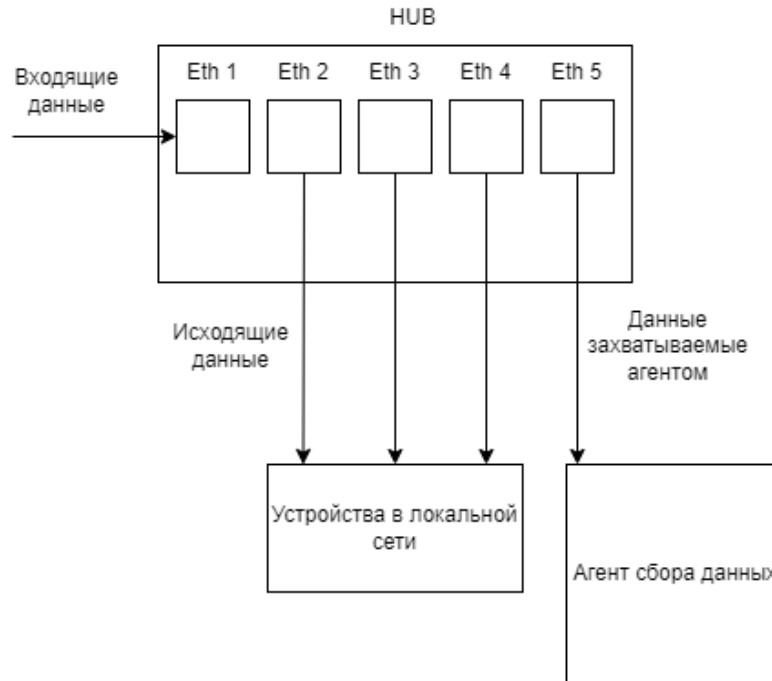 HUB
Входящие
данные
Eth 1
Eth 2
Eth 3
Eth 4
Eth 5
Исходящие
данные
Данные
захватываемые
агентом
Устройства в локальной
сети
Агент сбора данных